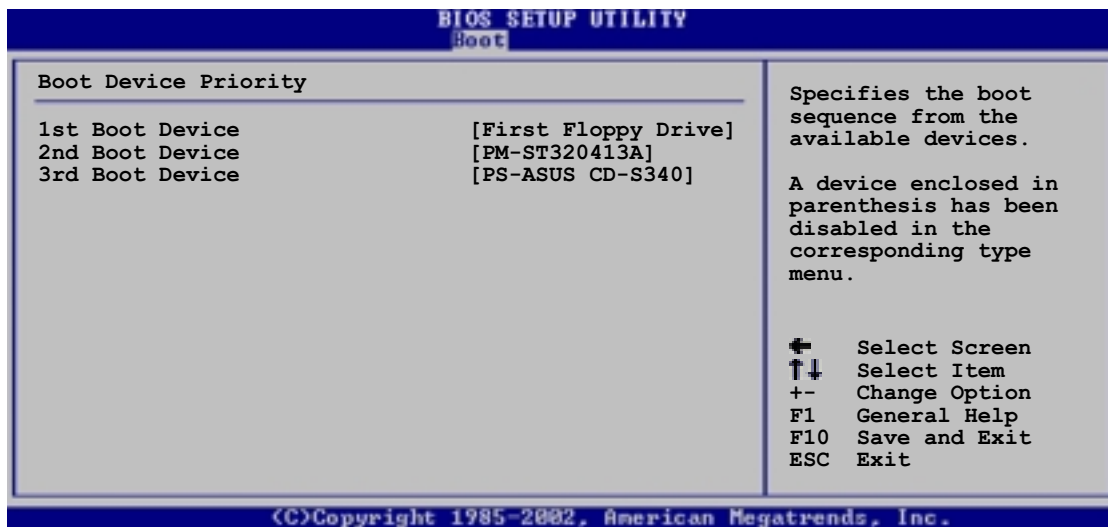 BIOS SETUP UTILITY
Boot
Boot Device Priority
1st Boot Device [First Floppy Drive]
2nd Boot Device [PM-ST320413A]
3rd Boot Device [PS-ASUS CD-S340]
Specifies the boot
sequence from the
available devices.
A device enclosed in
parenthesis has been
disabled in the
corresponding type
menu.
← Select Screen
↑↓ Select Item
+- Change Option
F1 General Help
F10 Save and Exit
ESC Exit
(C)Copyright 1985-2002, American Megatrends, Inc.